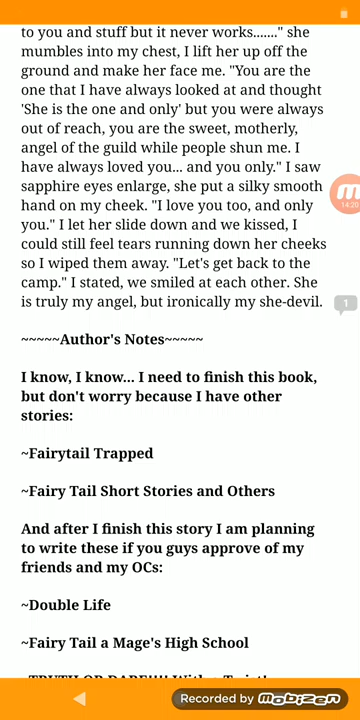 to you and stuff but it never works......." she
mumbles into my chest, I lift her up off the
ground and make her face me. "You are the
one that I have always looked at and thought
'She is the one and only' but you were always
out of reach, you are the sweet, motherly,
angel of the guild while people shun me. I
have always loved you... and you only." I saw
sapphire eyes enlarge, she put a silky smooth
hand on my cheek. "I love you too, and only
you." I let her slide down and we kissed, I
could still feel tears running down her cheeks
so I wiped them away. "Let's get back to the
camp." I stated, we smiled at each other. She
is truly my angel, but ironically my she-devil.
14:20
1
~~~~~Author's Notes~~~~~
I know, I know... I need to finish this book,
but don't worry because I have other
stories:
~Fairytail Trapped
~Fairy Tail Short Stories and Others
And after I finish this story I am planning
to write these if you guys approve of my
friends and my OCs:
~Double Life
~Fairy Tail a Mage's High School
~TRUTH OR DARE!!!! With a Twist!
Recorded by mobizen